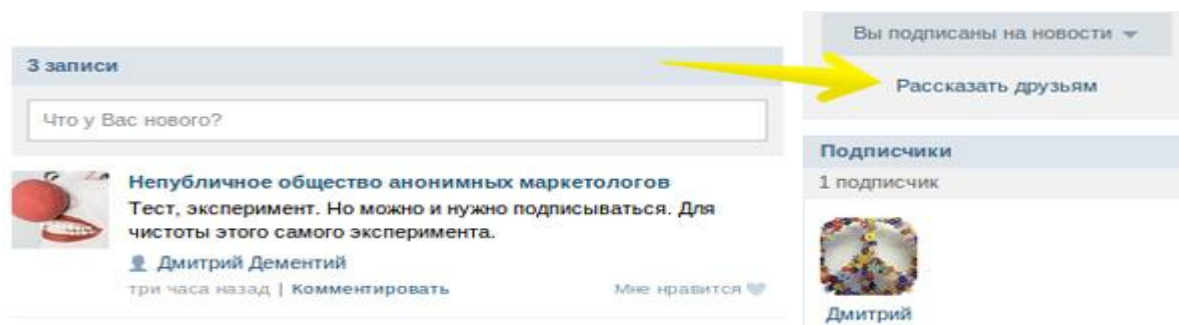 3 записи
Что у Вас нового?
Непубличное общество анонимных маркетологов
Тест, эксперимент. Но можно и нужно подписываться. Для
чистоты этого самого эксперимента.
Дмитрий Дементий
три часа назад | Комментировать
Мне нравится
Вы подписаны на новости
Рассказать друзьям
Подписчики
1 подписчик
Дмитрий